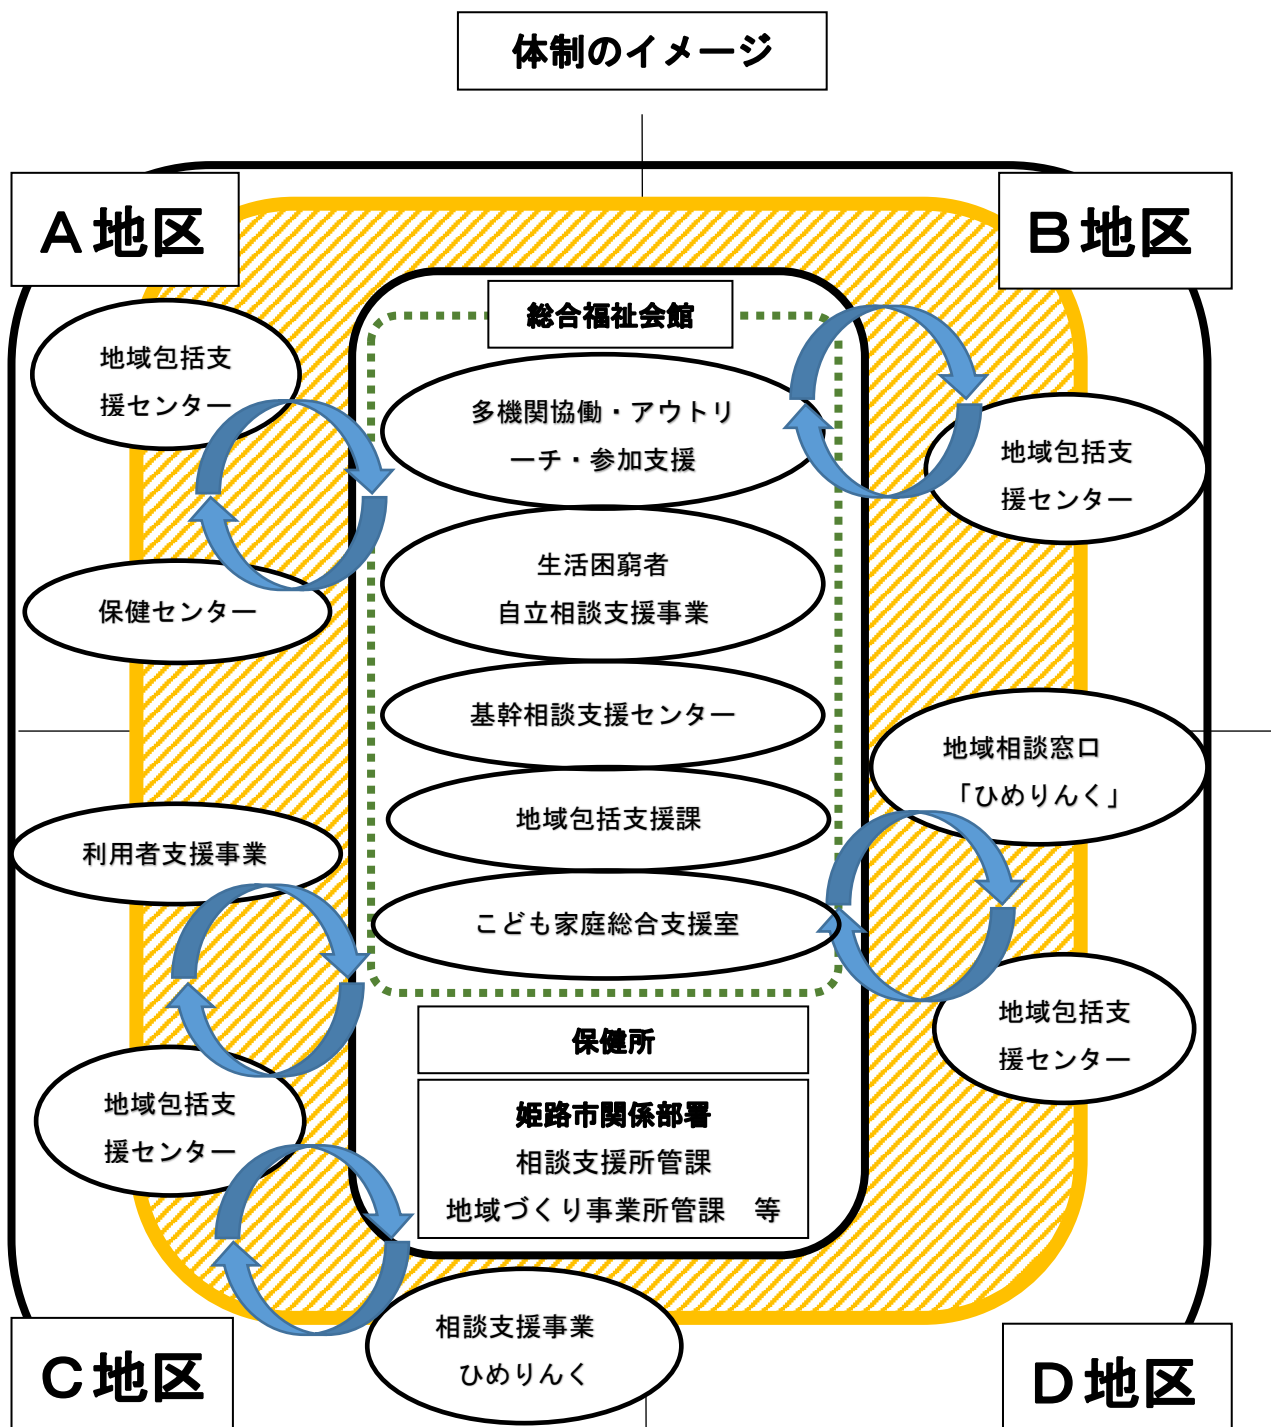 体制のイメージ
A地区
B地区
総合福祉会館
地域包括支
援センター
多機関協働・アウトリ
ーチ・参加支援
地域包括支
援センター
生活困窮者
自立相談支援事業
保健センター
基幹相談支援センター
地域相談窓口
「ひめりんく」
地域包括支援課
利用者支援事業
こども家庭総合支援室
地域包括支
援センター
保健所
地域包括支
援センター
姫路市関係部署
相談支援所管課
地域づくり事業所管課　等
相談支援事業
ひめりんく
C地区
D地区